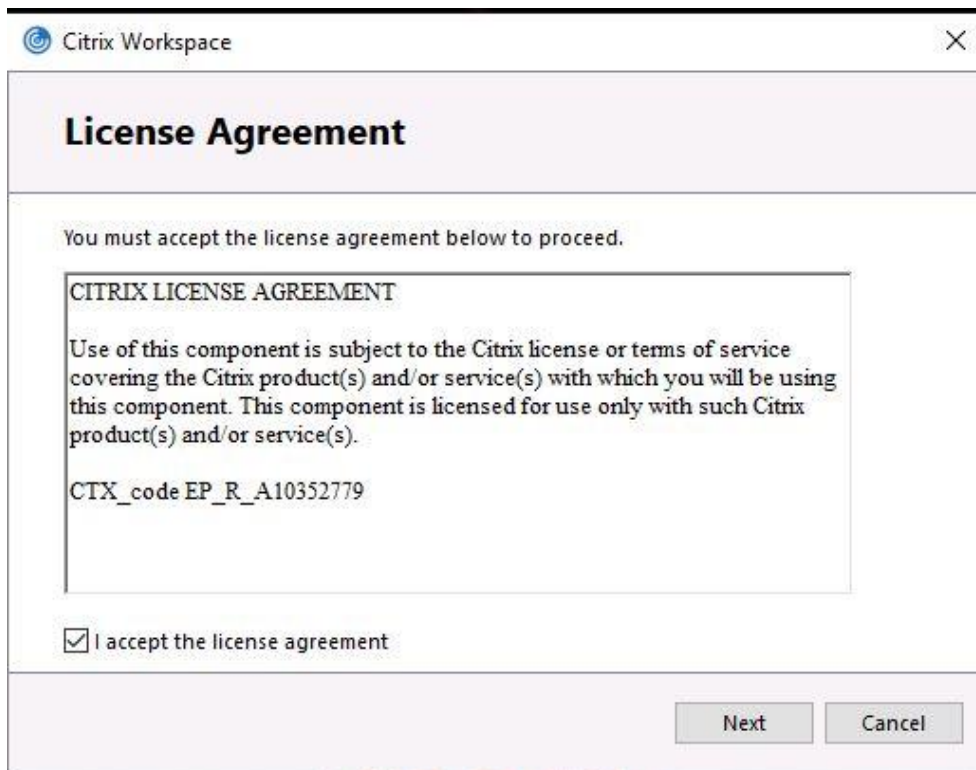 Citrix Workspace
License Agreement
You must accept the license agreement below to proceed.
CITRIX LICENSE AGREEMENT
Use of this component is subject to the Citrix license or terms of service
covering the Citrix product(s) and/or service(s) with which you will be using
this component. This component is licensed for use only with such Citrix
product(s) and/or service(s).
CTX_code EP_R_A10352779
I accept the license agreement
Next
Cancel